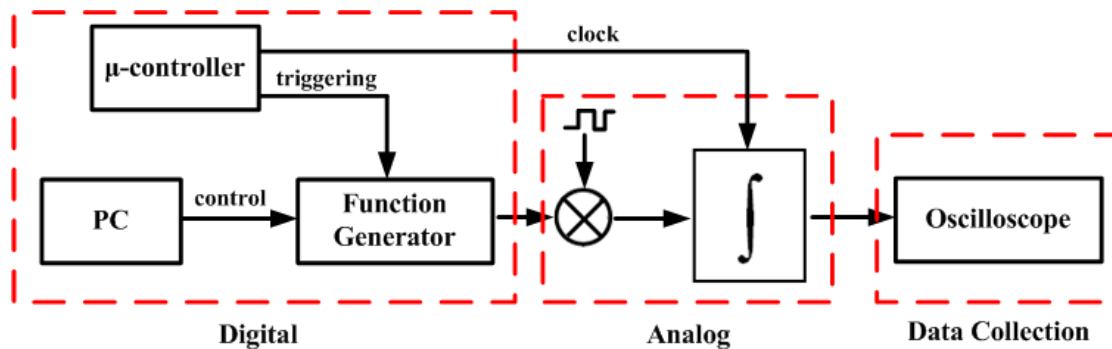 clock
μ-controller
triggering
PC
control
Function
Generator
Oscilloscope
Digital
Analog
Data Collection